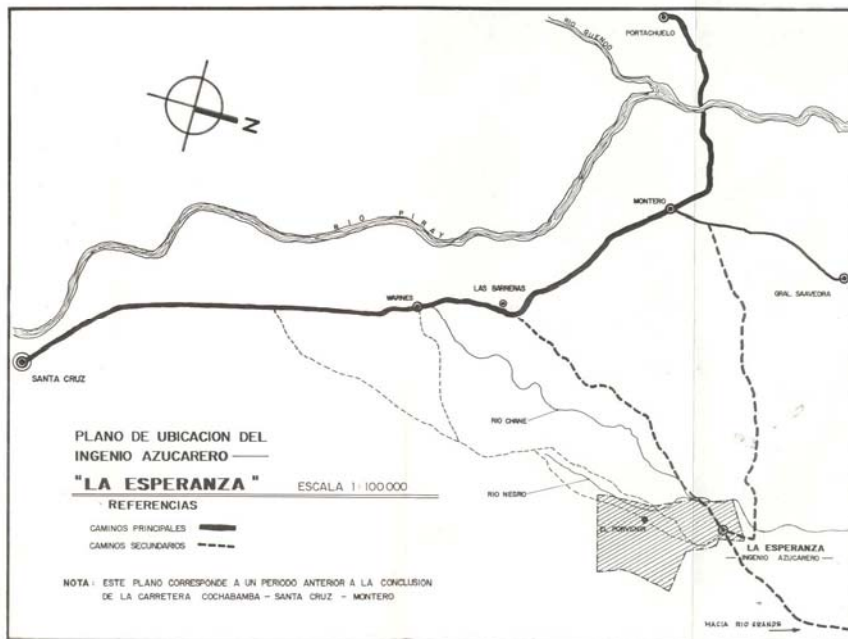 PORTACHUELO
RIO GUENDO
N
MONTERO
RIO PIRAY
WARNES
LAS BARRERAS
GRAL. SAAVEDRA
SANTA CRUZ
RIO CHANE
PLANO DE UBICACION DEL
INGENIO AZUCARERO
"LA ESPERANZA" ESCALA 1:100000
REFERENCIAS
CAMINOS PRINCIPALES
CAMINOS SECUNDARIOS
RIO NEGRO
EL PORVENIR
LA ESPERANZA
INGENIO AZUCARERO
NOTA: ESTE PLANO CORRESPONDE A UN PERIODO ANTERIOR A LA CONCLUSION
DE LA CARRETERA COCHABAMBA - SANTA CRUZ - MONTERO
HACIA RIO GRANDE